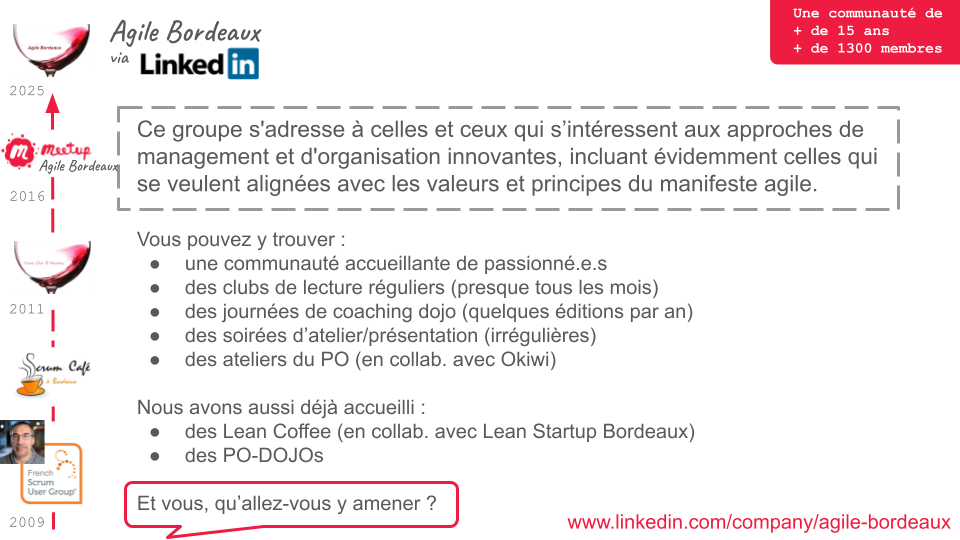 Agile Bordeaux
Agile Bordeaux
via
Linked in
Une communauté de
+ de 15 ans
+ de 1300 membres
2025
Ce groupe s'adresse à celles et ceux qui s’intéressent aux approches de
management et d'organisation innovantes, incluant évidemment celles qui
se veulent alignées avec les valeurs et principes du manifeste agile.
m meetup
Agile Bordeaux
2016
Vous pouvez y trouver :
● une communauté accueillante de passionné.e.s
● des clubs de lecture réguliers (presque tous les mois)
● des journées de coaching dojo (quelques éditions par an)
● des soirées d’atelier/présentation (irrégulières)
● des ateliers du PO (en collab. avec Okiwi)
2011
Scrum Café
à Bordeaux
Nous avons aussi déjà accueilli :
● des Lean Coffee (en collab. avec Lean Startup Bordeaux)
● des PO-DOJOs
French
Scrum
User Group
2009
Et vous, qu’allez-vous y amener ?
www.linkedin.com/company/agile-bordeaux